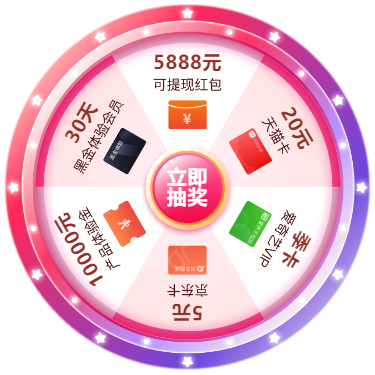 5888元
可提现红包
¥
20元
天猫卡
季卡
爱奇艺VIP
5元
京东卡
JD
10000元
产品体验金
30天
黑金体验会员
立即
抽奖